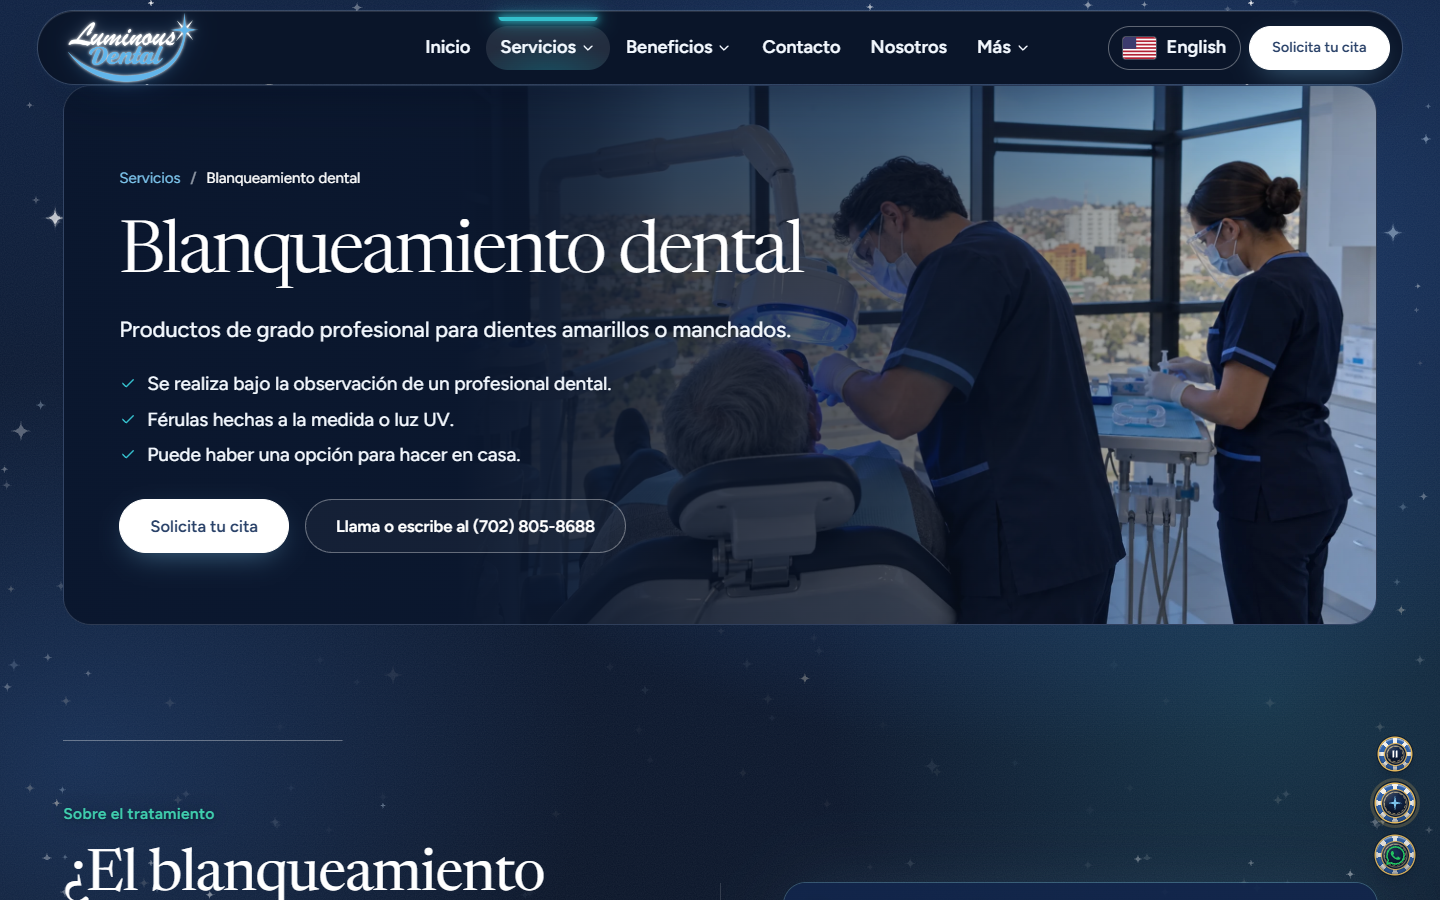 Luminous
Dental
Inicio
Servicios
Beneficios
Contacto
Nosotros
Más
English
Solicita tu cita
Servicios / Blanqueamiento dental
Blanqueamiento dental
Productos de grado profesional para dientes amarillos o manchados.
Se realiza bajo la observación de un profesional dental.
Férulas hechas a la medida o luz UV.
Puede haber una opción para hacer en casa.
Solicita tu cita
Llama o escribe al (702) 805-8688
Sobre el tratamiento
¿El blanqueamiento